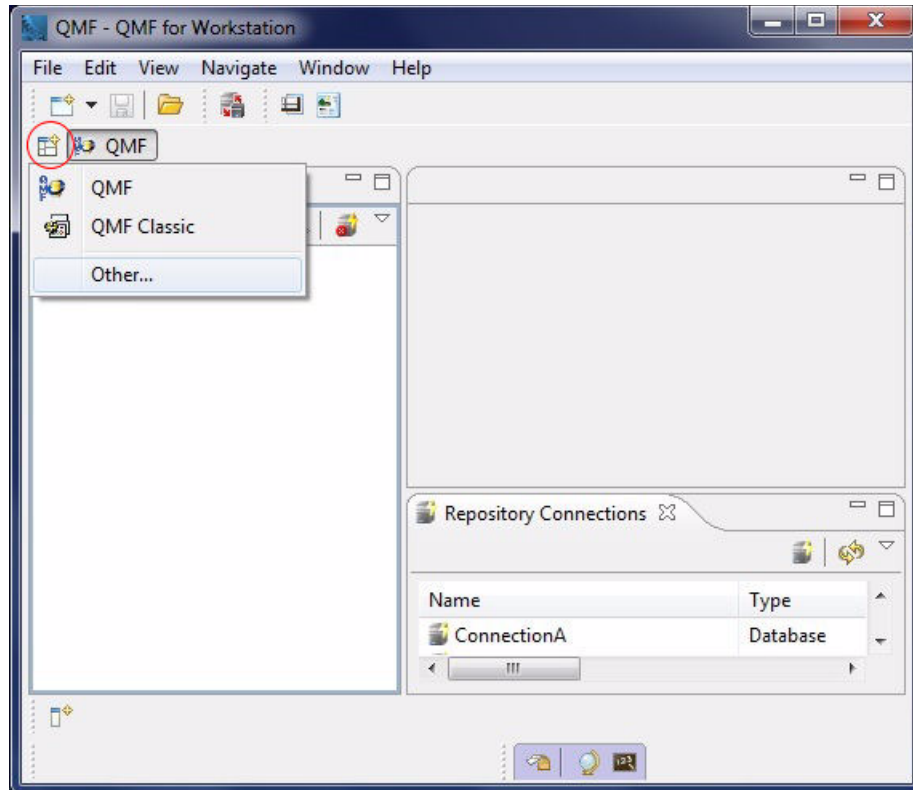 QMF - QMF for Workstation
File Edit View Navigate Window Help
QMF
QMF
QMF Classic
Other...
Repository Connections
Name Type
ConnectionA Database